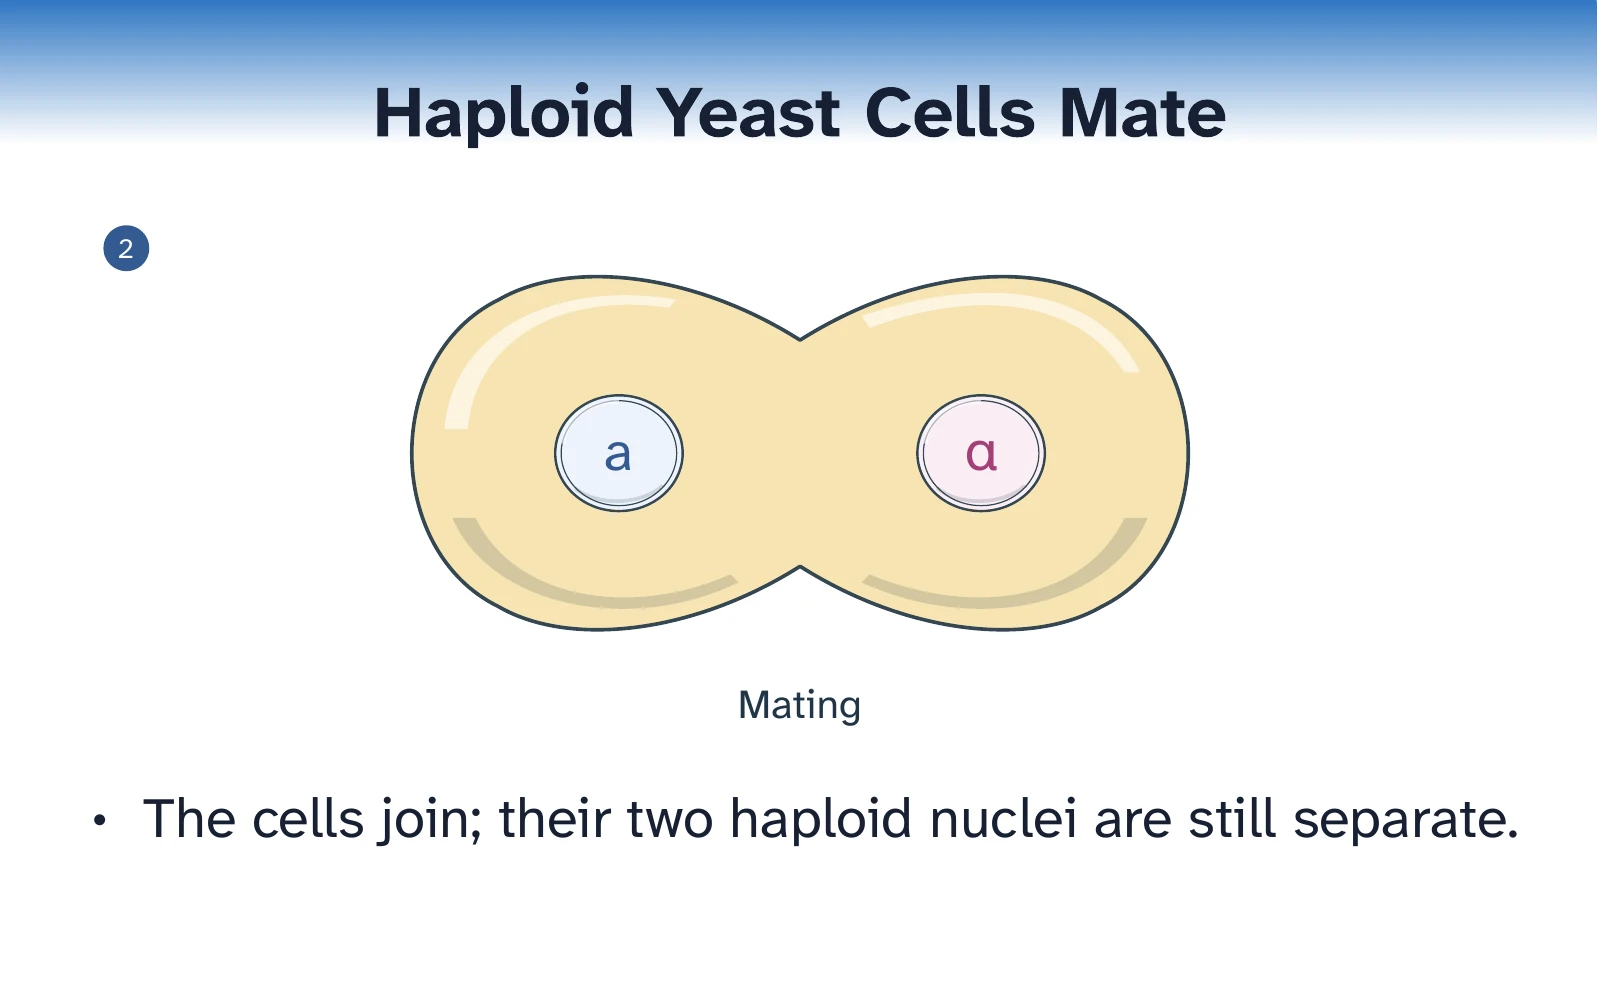 Haploid Yeast Cells Mate
2
a
α
Mating
• The cells join; their two haploid nuclei are still separate.